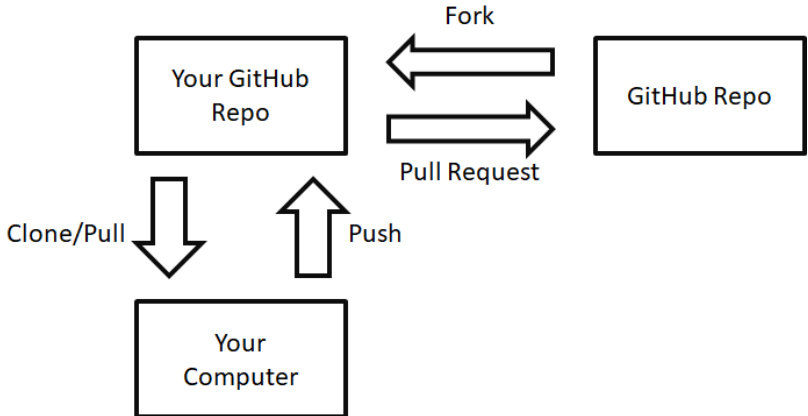 Fork
Your GitHub
Repo
GitHub Repo
Pull Request
Clone/Pull
Push
Your
Computer